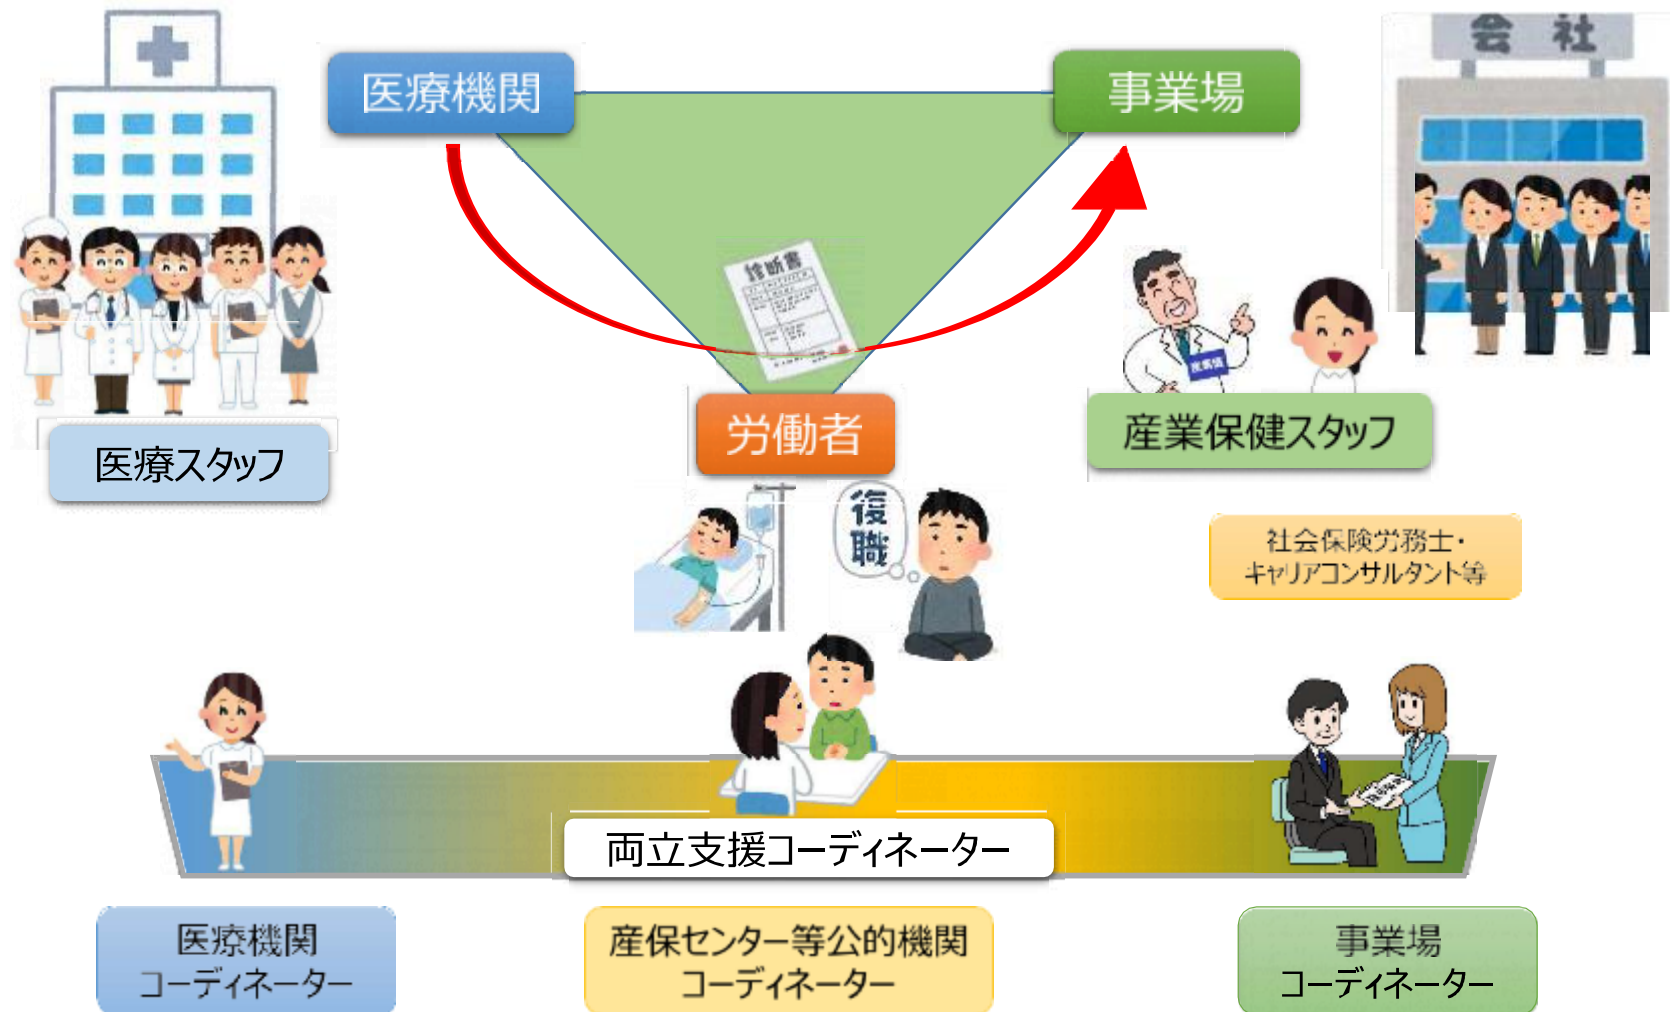 会 社
医療機関
事業場
診断書
産業医
労働者
産業保健スタッフ
医療スタッフ
復職
社会保険労務士・
キャリアコンサルタント等
両立支援コーディネーター
医療機関
コーディネーター
産保センター等公的機関
コーディネーター
事業場
コーディネーター